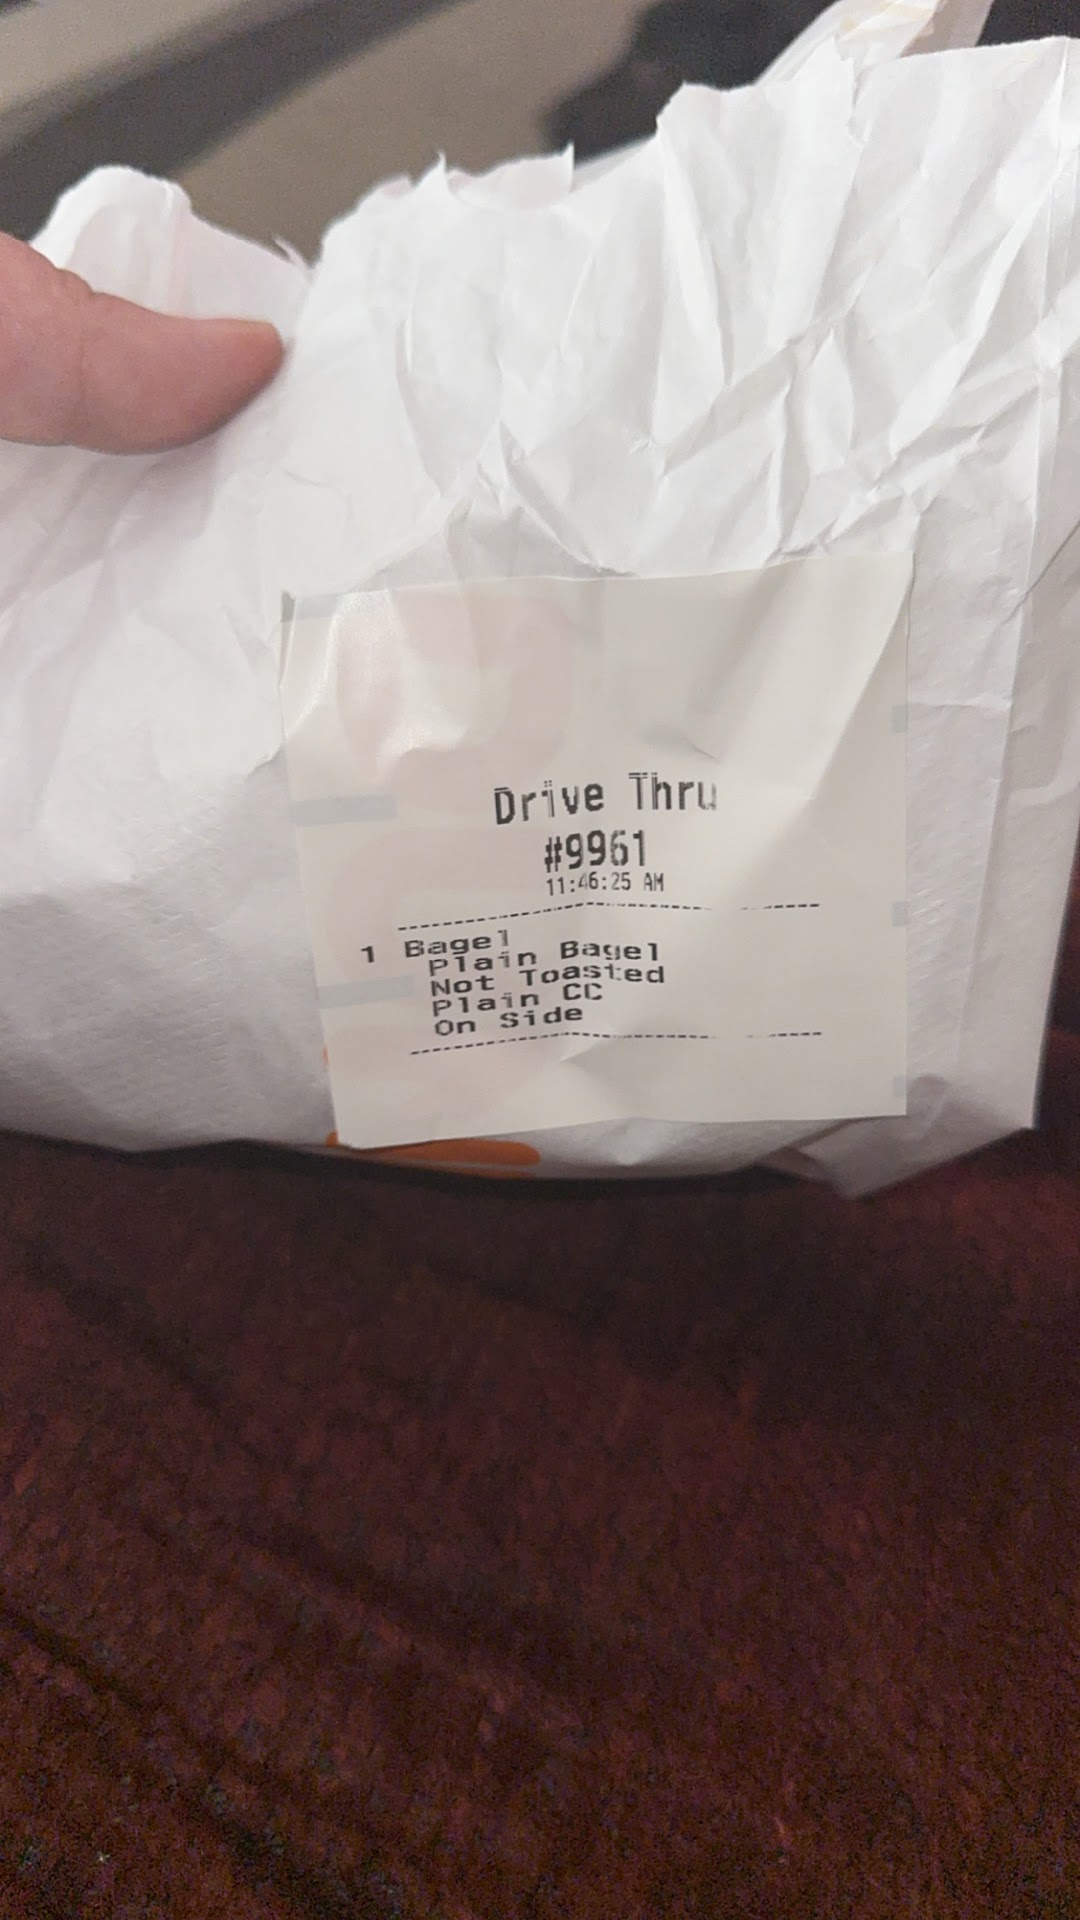 Drive Thru
#9961
11:46:25 AM
1 Bagel
Plain Bagel
Not Toasted
Plain CC
On Side